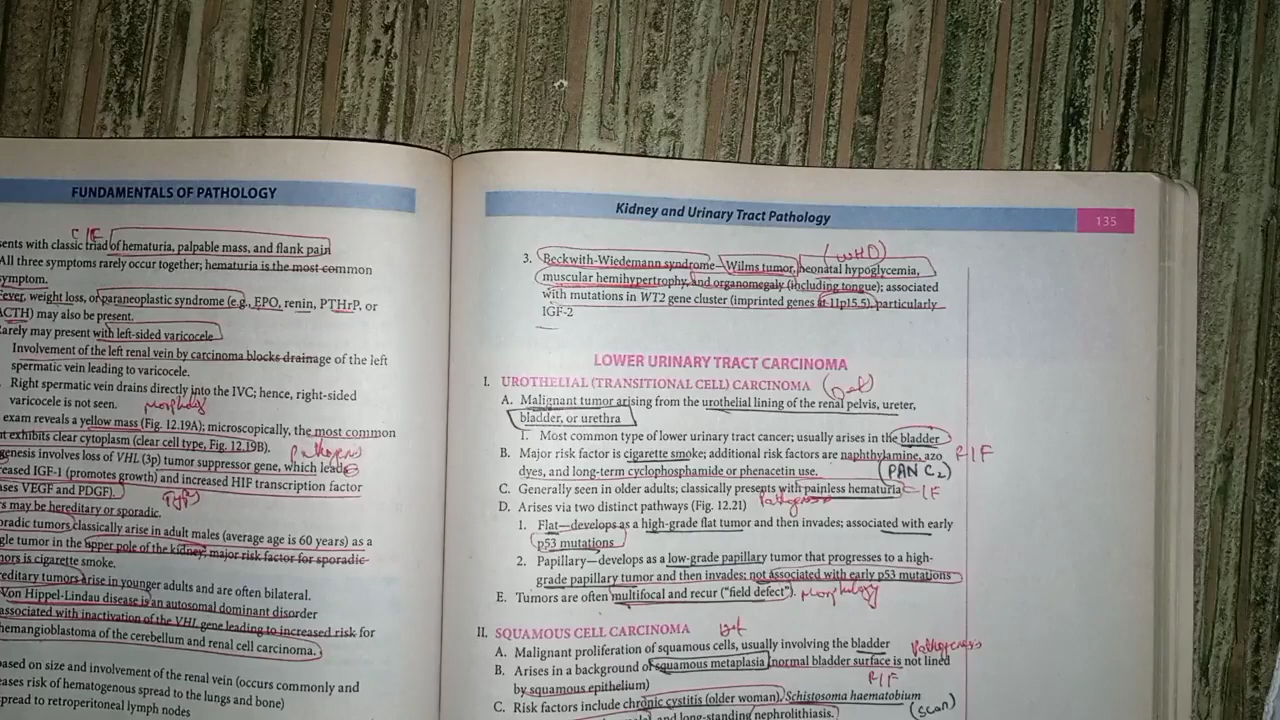 FUNDAMENTALS OF PATHOLOGY
C/F
sents with classic triad of hematuria, palpable mass, and flank pain
All three symptoms rarely occur together; hematuria is the most common
symptom.
Fever, weight loss, or paraneoplastic syndrome (e.g., EPO, renin, PTHrP, or
ACTH) may also be present.
Rarely may present with left-sided varicocele
Involvement of the left renal vein by carcinoma blocks drainage of the left
spermatic vein leading to varicocele.
Right spermatic vein drains directly into the IVC; hence, right-sided
varicocele is not seen.
Morphology
exam reveals a yellow mass (Fig. 12.19A); microscopically, the most common
exhibits clear cytoplasm (clear cell type, Fig. 12.19B).
genesis involves loss of VHL (3p) tumor suppressor gene, which leads
reased IGF-1 (promotes growth) and increased HIF transcription factor
ases VEGF and PDGF).
rs may be hereditary or sporadic.
oradic tumors classically arise in adult males (average age is 60 years) as a
gle tumor in the upper pole of the kidney; major risk factor for sporadic
mors is cigarette smoke.
reditary tumors arise in younger adults and are often bilateral.
Von Hippel-Lindau disease is an autosomal dominant disorder
associated with inactivation of the VHL gene leading to increased risk for
hemangioblastoma of the cerebellum and renal cell carcinoma.
based on size and involvement of the renal vein (occurs commonly and
eases risk of hematogenous spread to the lungs and bone)
spread to retroperitoneal lymph nodes
Kidney and Urinary Tract Pathology
135
(WHO)
3. Beckwith-Wiedemann syndrome—Wilms tumor, neonatal hypoglycemia,
muscular hemihypertrophy, and organomegaly (including tongue); associated
with mutations in WT2 gene cluster (imprinted genes at 11p15.5), particularly
IGF-2
LOWER URINARY TRACT CARCINOMA
I. UROTHELIAL (TRANSITIONAL CELL) CARCINOMA
A. Malignant tumor arising from the urothelial lining of the renal pelvis, ureter,
bladder, or urethra
1. Most common type of lower urinary tract cancer; usually arises in the bladder
B. Major risk factor is cigarette smoke; additional risk factors are naphthylamine, azo R/F
dyes, and long-term cyclophosphamide or phenacetin use. (PAN C2)
C. Generally seen in older adults; classically presents with painless hematuria
D. Arises via two distinct pathways (Fig. 12.21)
1. Flat—develops as a high-grade flat tumor and then invades; associated with early
p53 mutations
2. Papillary—develops as a low-grade papillary tumor that progresses to a high-
grade papillary tumor and then invades; not associated with early p53 mutations
E. Tumors are often multifocal and recur ("field defect"). Morphology
II. SQUAMOUS CELL CARCINOMA
A. Malignant proliferation of squamous cells, usually involving the bladder
B. Arises in a background of squamous metaplasia (normal bladder surface is not lined
by squamous epithelium)
R/F
C. Risk factors include chronic cystitis (older woman), Schistosoma haematobium
and long-standing nephrolithiasis.